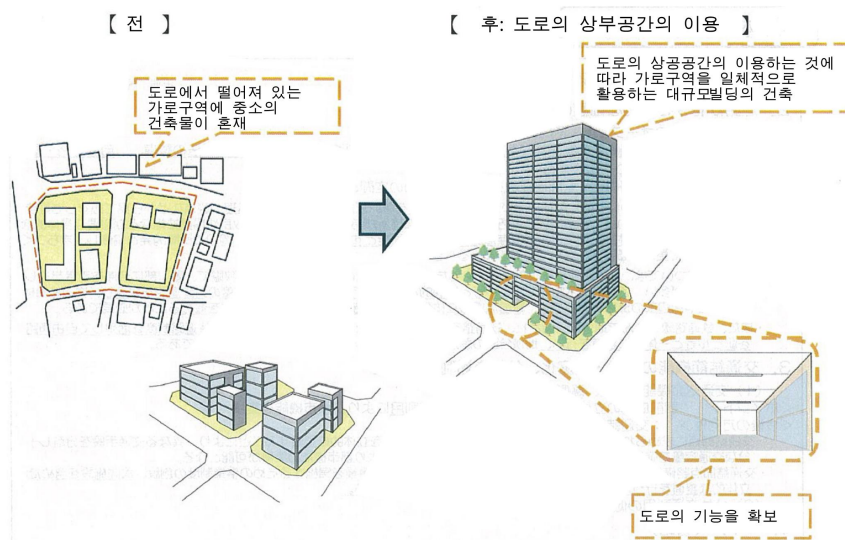 【 전 】
【 후: 도로의 상부공간의 이용 】
도로에서 떨어져 있는
가로구역에 중소의
건축물이 혼재
도로의 상공공간의 이용하는 것에
따라 가로구역을 일체적으로
활용하는 대규모빌딩의 건축
도로의 기능을 확보